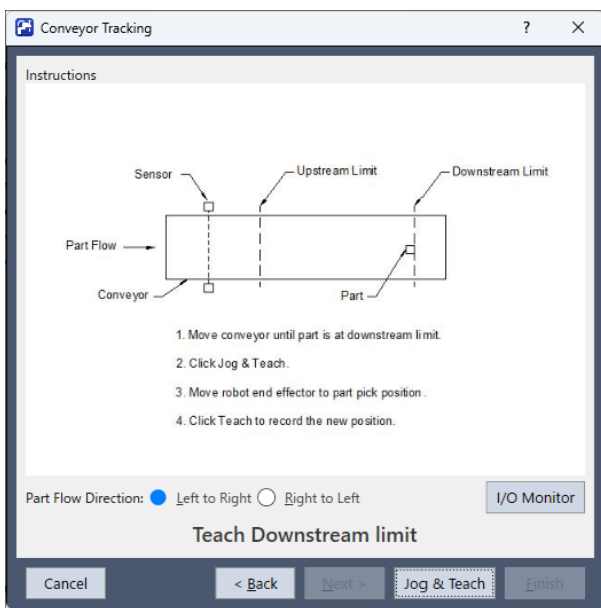 Conveyor Tracking
?
Instructions
Sensor
Upstream Limit
Downstream Limit
Part Flow
Conveyor
Part
1. Move conveyor until part is at downstream limit.
2. Click Jog & Teach.
3. Move robot end effector to part pick position.
4. Click Teach to record the new position.
Part Flow Direction: Left to Right Right to Left
I/O Monitor
Teach Downstream limit
Cancel < Back Next > Jog & Teach Finish